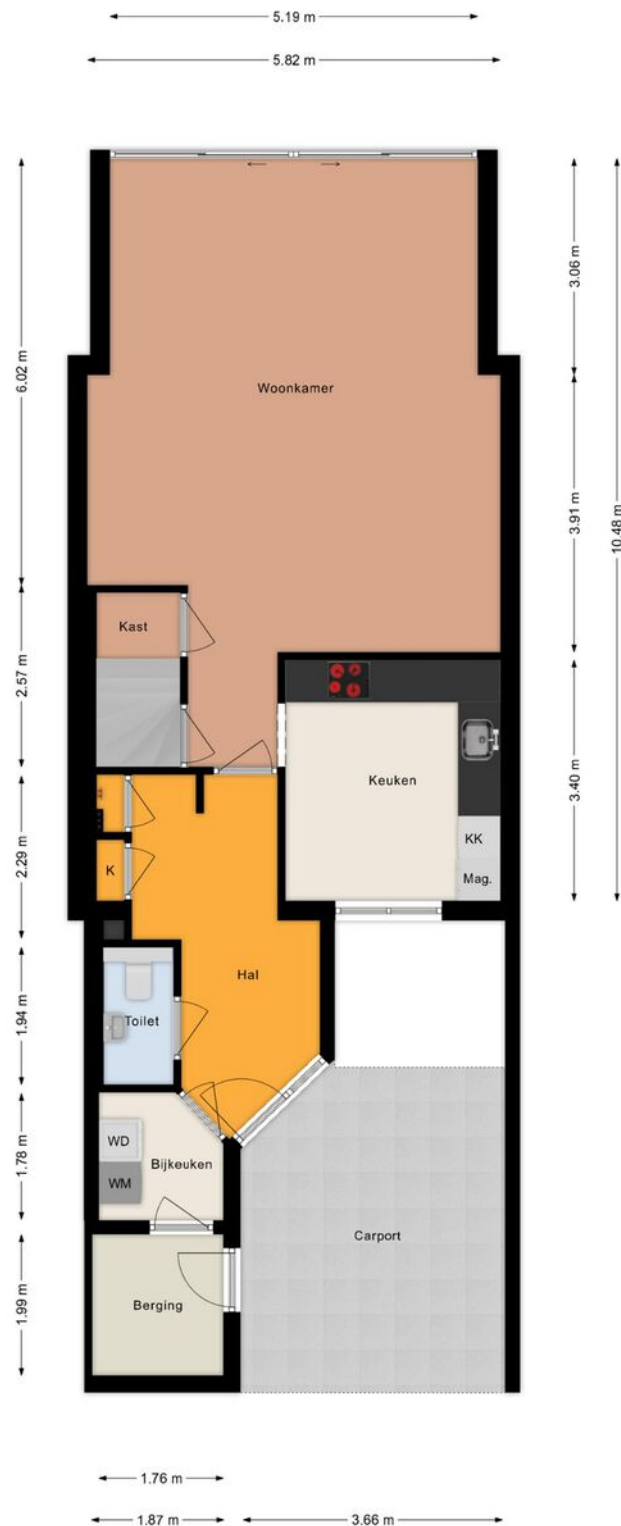 5.19 m
5.82 m
6.02 m
3.06 m
Woonkamer
3.91 m
10.48 m
Kast
2.57 m
Keuken
3.40 m
KK
Mag.
2.29 m
K
Hal
Toilet
1.94 m
WD
WM
Bijkeuken
1.78 m
Carport
Berging
1.99 m
1.76 m
1.87 m
3.66 m